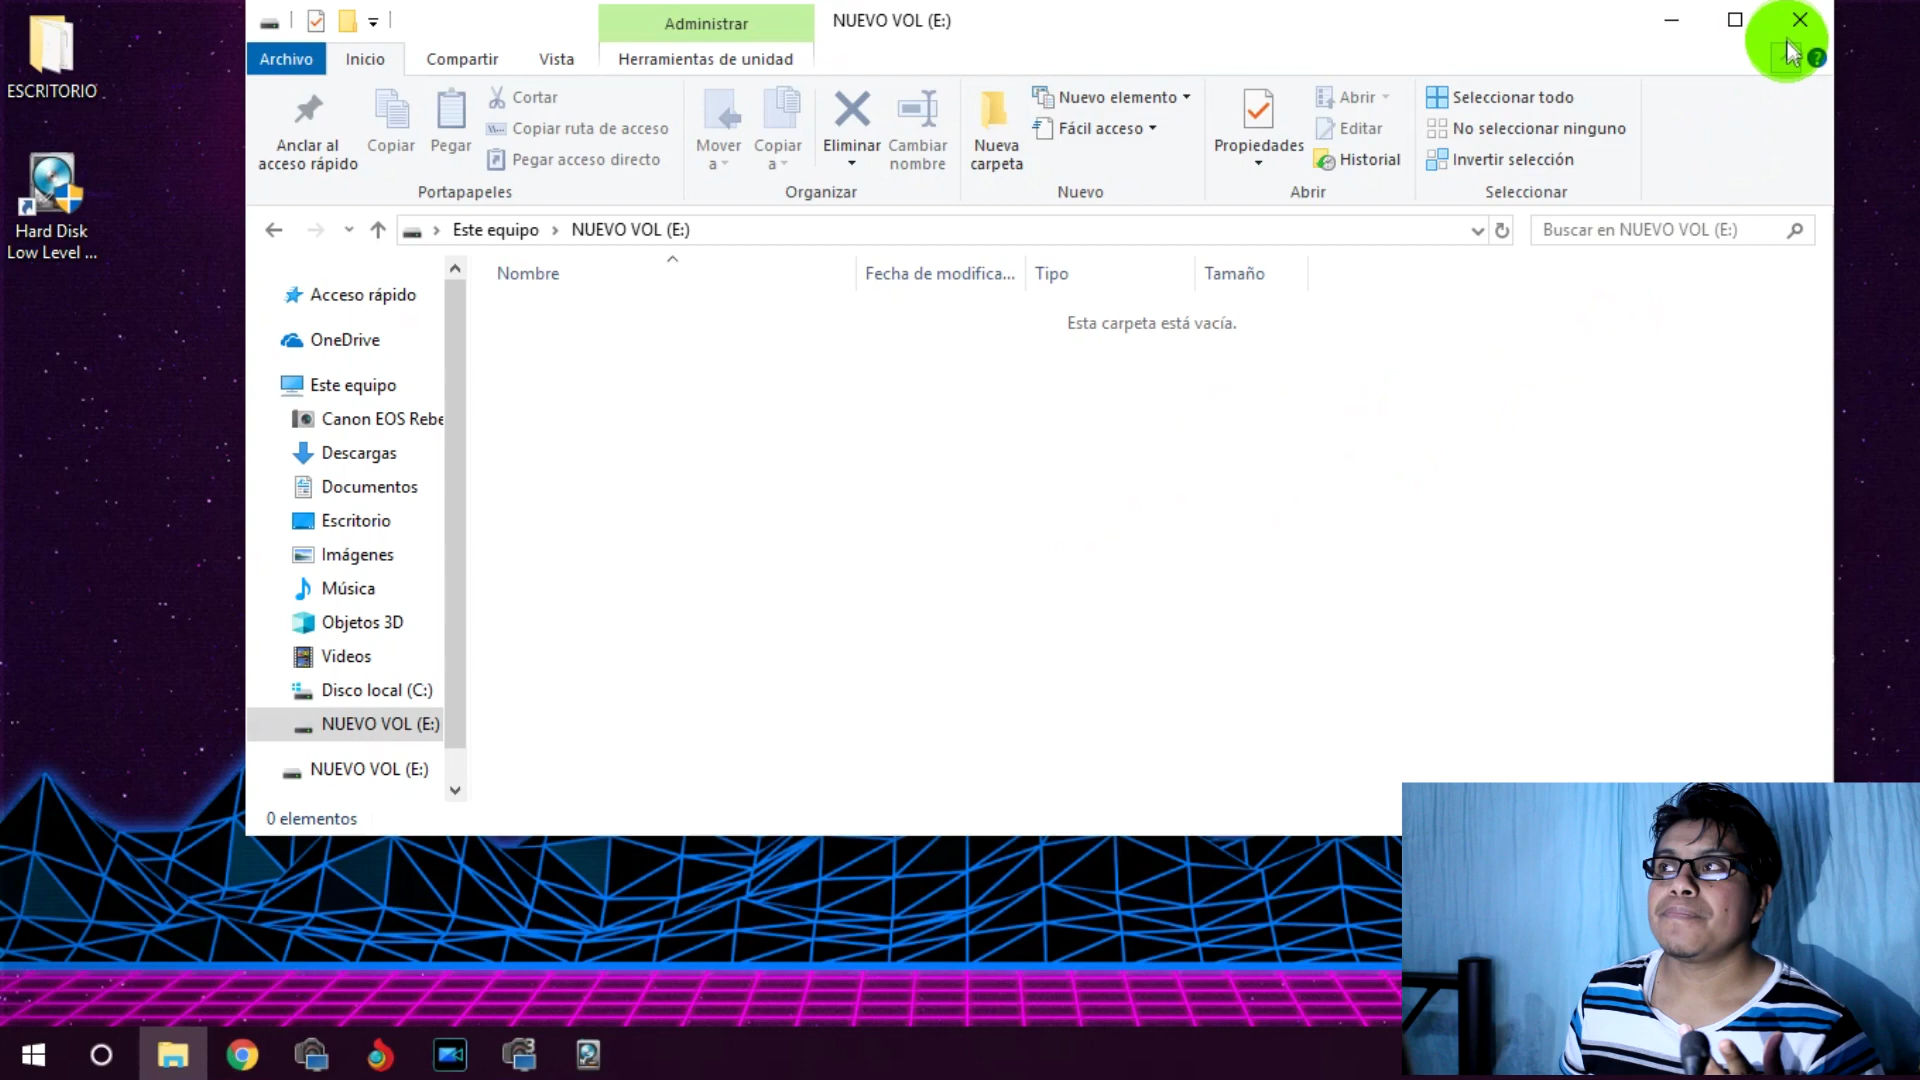 ESCRITORIO
Hard Disk
Low Level ...
Administrar
NUEVO VOL (E:)
Archivo
Inicio
Compartir
Vista
Herramientas de unidad
?
Anclar al
acceso rápido
Copiar
Pegar
Cortar
Copiar ruta de acceso
Pegar acceso directo
Portapapeles
Mover
a
Copiar
a
Eliminar
Cambiar
nombre
Organizar
Nueva
carpeta
Nuevo elemento
Fácil acceso
Nuevo
Propiedades
Abrir
Editar
Historial
Abrir
Seleccionar todo
No seleccionar ninguno
Invertir selección
Seleccionar
Este equipo > NUEVO VOL (E:)
Buscar en NUEVO VOL (E:)
Nombre
Fecha de modifica...
Tipo
Tamaño
Esta carpeta está vacía.
Acceso rápido
OneDrive
Este equipo
Canon EOS Rebe
Descargas
Documentos
Escritorio
Imágenes
Música
Objetos 3D
Videos
Disco local (C:)
NUEVO VOL (E:)
NUEVO VOL (E:)
0 elementos
3